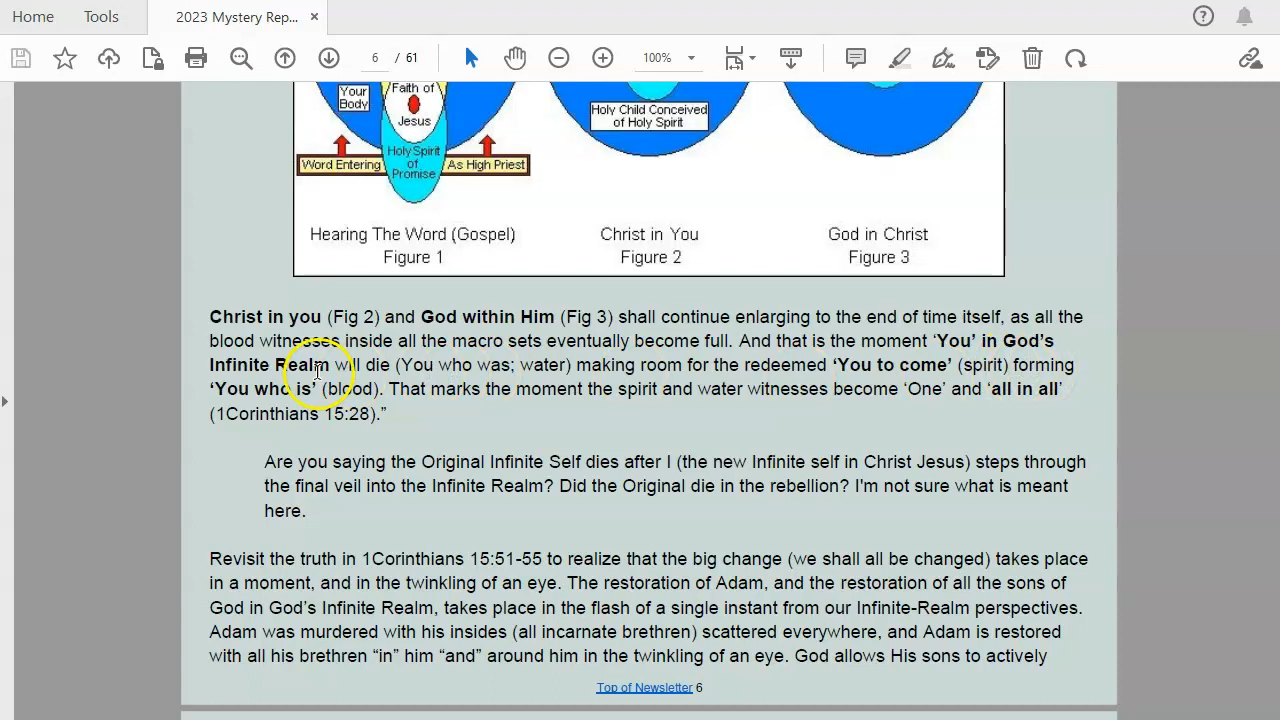 Home
Tools
2023 Mystery Rep...
6 / 61
100%
Your
Body
Faith of
Jesus
Holy Spirit
of
Promise
Word Entering
As High Priest
Holy Child Conceived
of Holy Spirit
Hearing The Word (Gospel)
Figure 1
Christ in You
Figure 2
God in Christ
Figure 3
Christ in you (Fig 2) and God within Him (Fig 3) shall continue enlarging to the end of time itself, as all the
blood witnesses inside all the macro sets eventually become full. And that is the moment ‘You’ in God’s
Infinite Realm will die (You who was; water) making room for the redeemed ‘You to come’ (spirit) forming
‘You who is’ (blood). That marks the moment the spirit and water witnesses become ‘One’ and ‘all in all’
(1Corinthians 15:28).”
Are you saying the Original Infinite Self dies after I (the new Infinite self in Christ Jesus) steps through
the final veil into the Infinite Realm? Did the Original die in the rebellion? I'm not sure what is meant
here.
Revisit the truth in 1Corinthians 15:51-55 to realize that the big change (we shall all be changed) takes place
in a moment, and in the twinkling of an eye. The restoration of Adam, and the restoration of all the sons of
God in God’s Infinite Realm, takes place in the flash of a single instant from our Infinite-Realm perspectives.
Adam was murdered with his insides (all incarnate brethren) scattered everywhere, and Adam is restored
with all his brethren “in” him “and” around him in the twinkling of an eye. God allows His sons to actively
Top of Newsletter 6